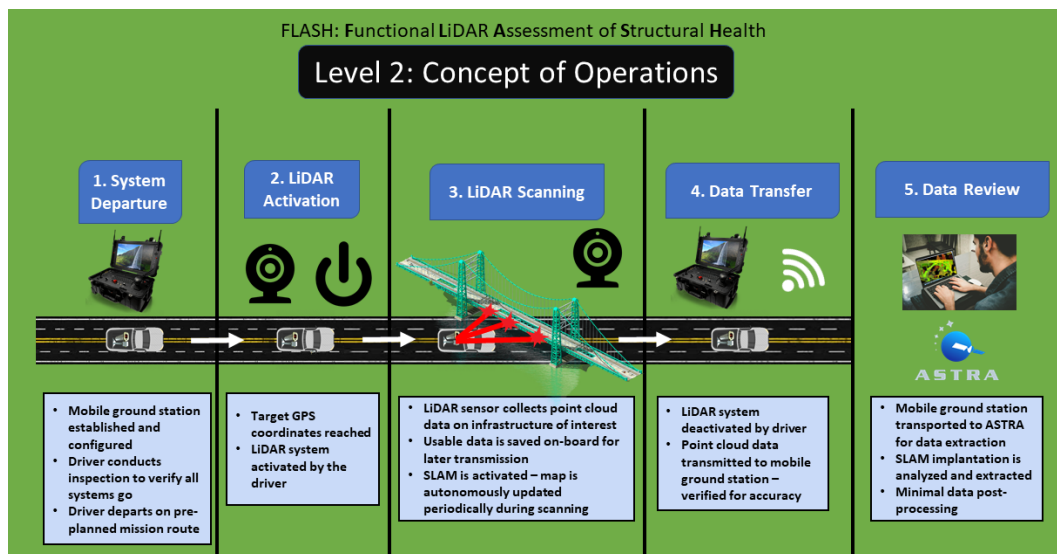 FLASH: Functional LiDAR Assessment of Structural Health
Level 2: Concept of Operations
1. System
Departure
2. LiDAR
Activation
3. LiDAR Scanning
4. Data Transfer
5. Data Review
ASTRA
• Mobile ground station
established and
configured
• Driver conducts
inspection to verify all
systems go
• Driver departs on pre-
planned mission route
• Target GPS
coordinates reached
• LiDAR system
activated by the
driver
• LiDAR sensor collects point cloud
data on infrastructure of interest
• Usable data is saved on-board for
later transmission
• SLAM is activated – map is
autonomously updated
periodically during scanning
• LiDAR system
deactivated by driver
• Point cloud data
transmitted to mobile
ground station –
verified for accuracy
• Mobile ground station
transported to ASTRA
for data extraction
• SLAM implantation is
analyzed and extracted
• Minimal data post-
processing